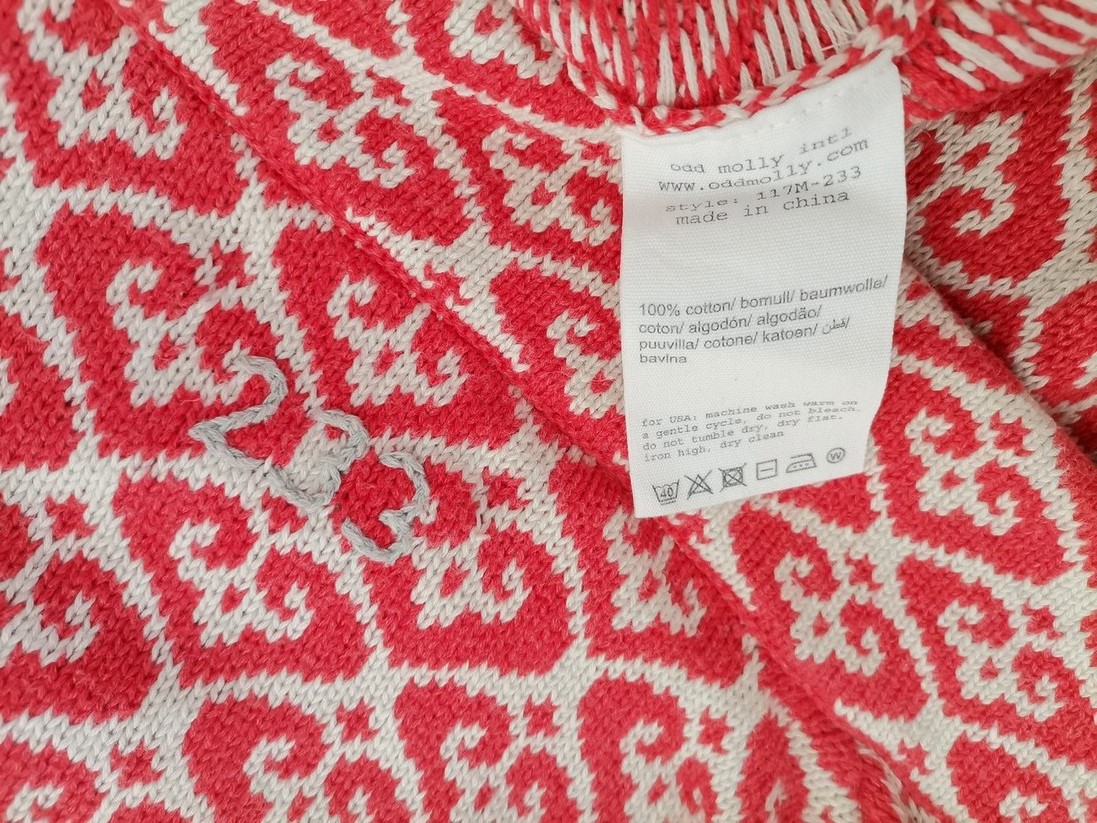 odd molly intl
www.oddmolly.com
style: 117M-233
made in china
100% cotton/ bomull/ baumwolle/
coton/ algodón/ algodão/
puuvilla/ cotone/ katoen/ قطن/
bavlna
for USA: machine wash warm on
a gentle cycle, do not bleach.
do not tumble dry, dry flat.
iron high, dry clean
40 W
233